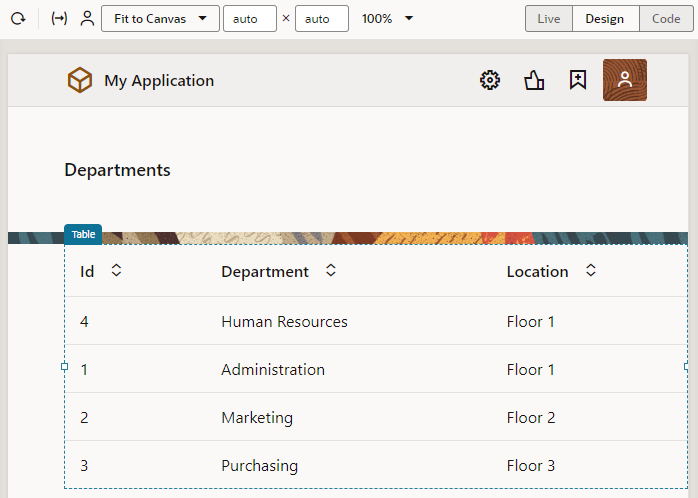 Fit to Canvas auto × auto 100% Live Design Code
My Application
Departments
Table
Id Department Location
4 Human Resources Floor 1
1 Administration Floor 1
2 Marketing Floor 2
3 Purchasing Floor 3